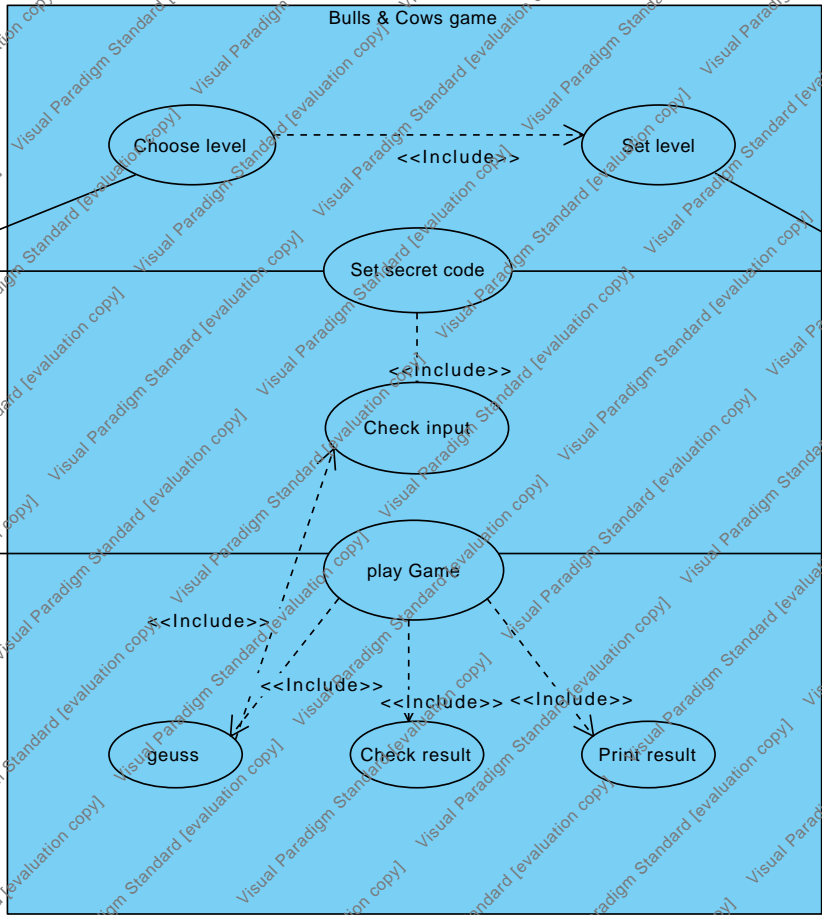 Bulls & Cows game
Choose level
<<Include>>
Set level
Set secret code
<<Include>>
Check input
play Game
<<Include>>
<<Include>>
<<Include>>
<<Include>>
geuss
Check result
Print result
Visual Paradigm Standard [evaluation copy]